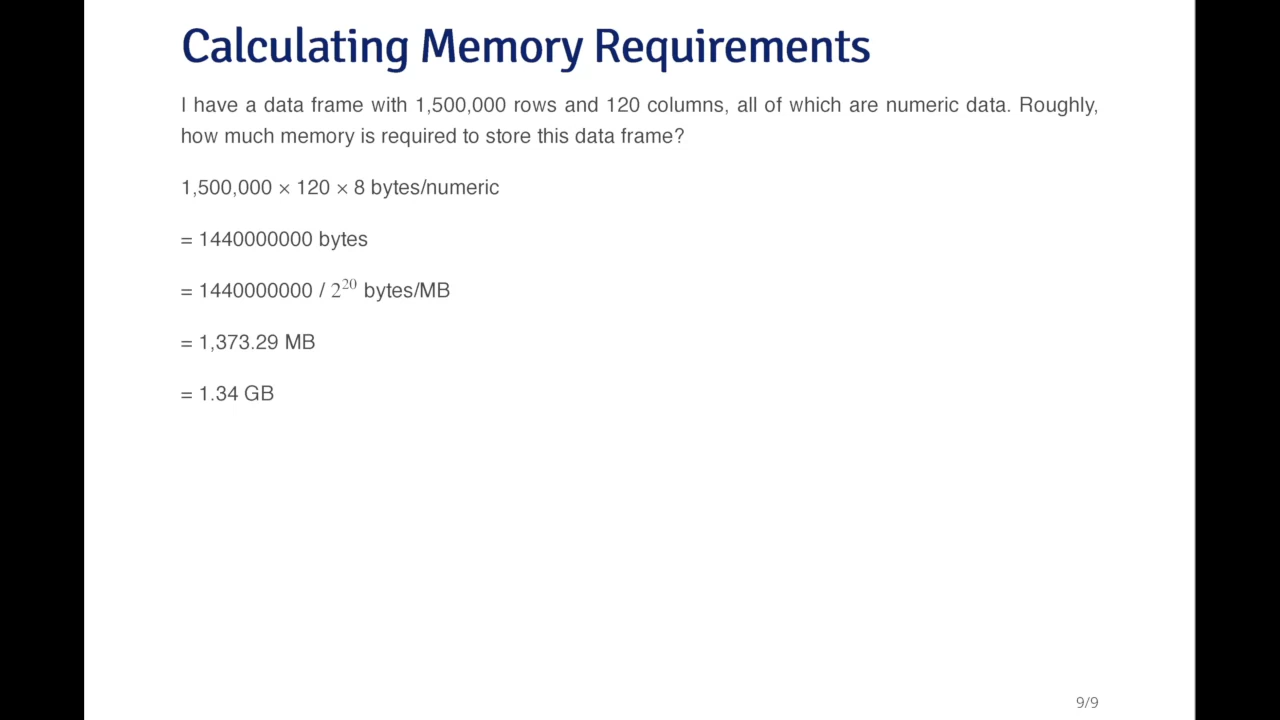 Calculating Memory Requirements
I have a data frame with 1,500,000 rows and 120 columns, all of which are numeric data. Roughly,
how much memory is required to store this data frame?
1,500,000 × 120 × 8 bytes/numeric
= 1440000000 bytes
= 1440000000 / 2²⁰ bytes/MB
= 1,373.29 MB
= 1.34 GB
9/9